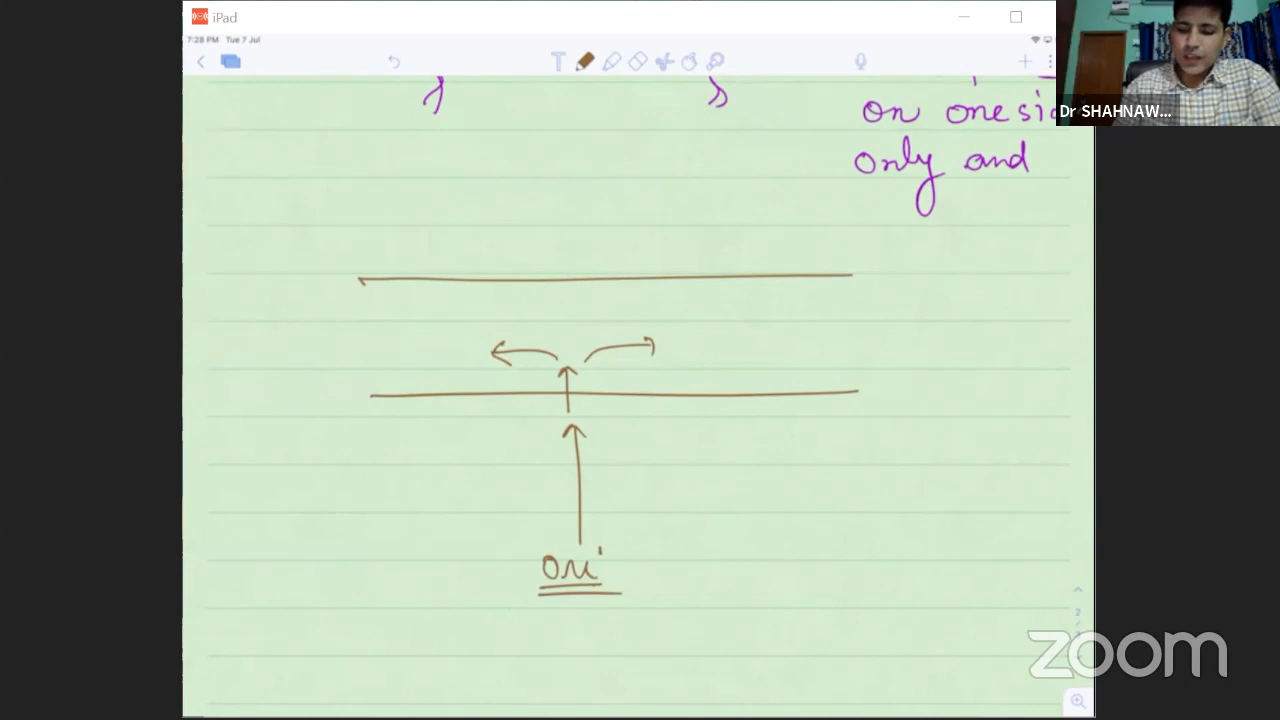 iPad
7:28 PM Tue 7 Jul
on one si
only and
Dr SHAHNAW...
ori
zoom